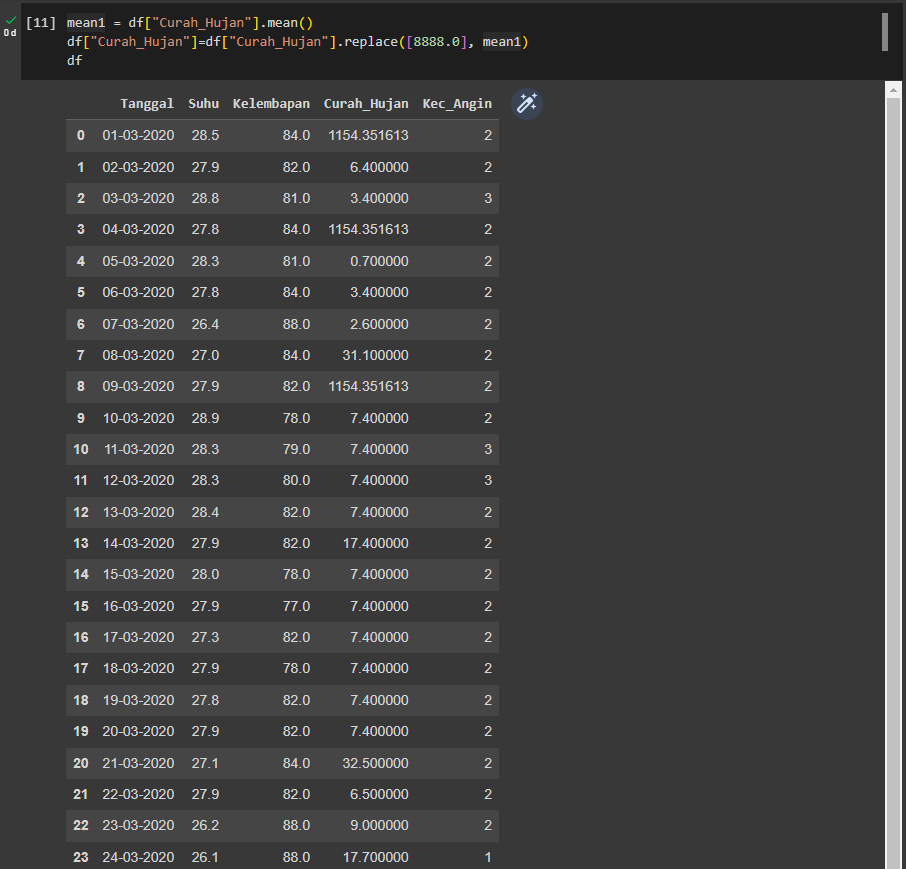 [11] mean1 = df["Curah_Hujan"].mean()
0d
df["Curah_Hujan"]=df["Curah_Hujan"].replace([8888.0], mean1)
df
Tanggal Suhu Kelembapan Curah_Hujan Kec_Angin
0 01-03-2020 28.5 84.0 1154.351613 2
1 02-03-2020 27.9 82.0 6.400000 2
2 03-03-2020 28.8 81.0 3.400000 3
3 04-03-2020 27.8 84.0 1154.351613 2
4 05-03-2020 28.3 81.0 0.700000 2
5 06-03-2020 27.8 84.0 3.400000 2
6 07-03-2020 26.4 88.0 2.600000 2
7 08-03-2020 27.0 84.0 31.100000 2
8 09-03-2020 27.9 82.0 1154.351613 2
9 10-03-2020 28.9 78.0 7.400000 2
10 11-03-2020 28.3 79.0 7.400000 3
11 12-03-2020 28.3 80.0 7.400000 3
12 13-03-2020 28.4 82.0 7.400000 2
13 14-03-2020 27.9 82.0 17.400000 2
14 15-03-2020 28.0 78.0 7.400000 2
15 16-03-2020 27.9 77.0 7.400000 2
16 17-03-2020 27.3 82.0 7.400000 2
17 18-03-2020 27.9 78.0 7.400000 2
18 19-03-2020 27.8 82.0 7.400000 2
19 20-03-2020 27.9 82.0 7.400000 2
20 21-03-2020 27.1 84.0 32.500000 2
21 22-03-2020 27.9 82.0 6.500000 2
22 23-03-2020 26.2 88.0 9.000000 2
23 24-03-2020 26.1 88.0 17.700000 1